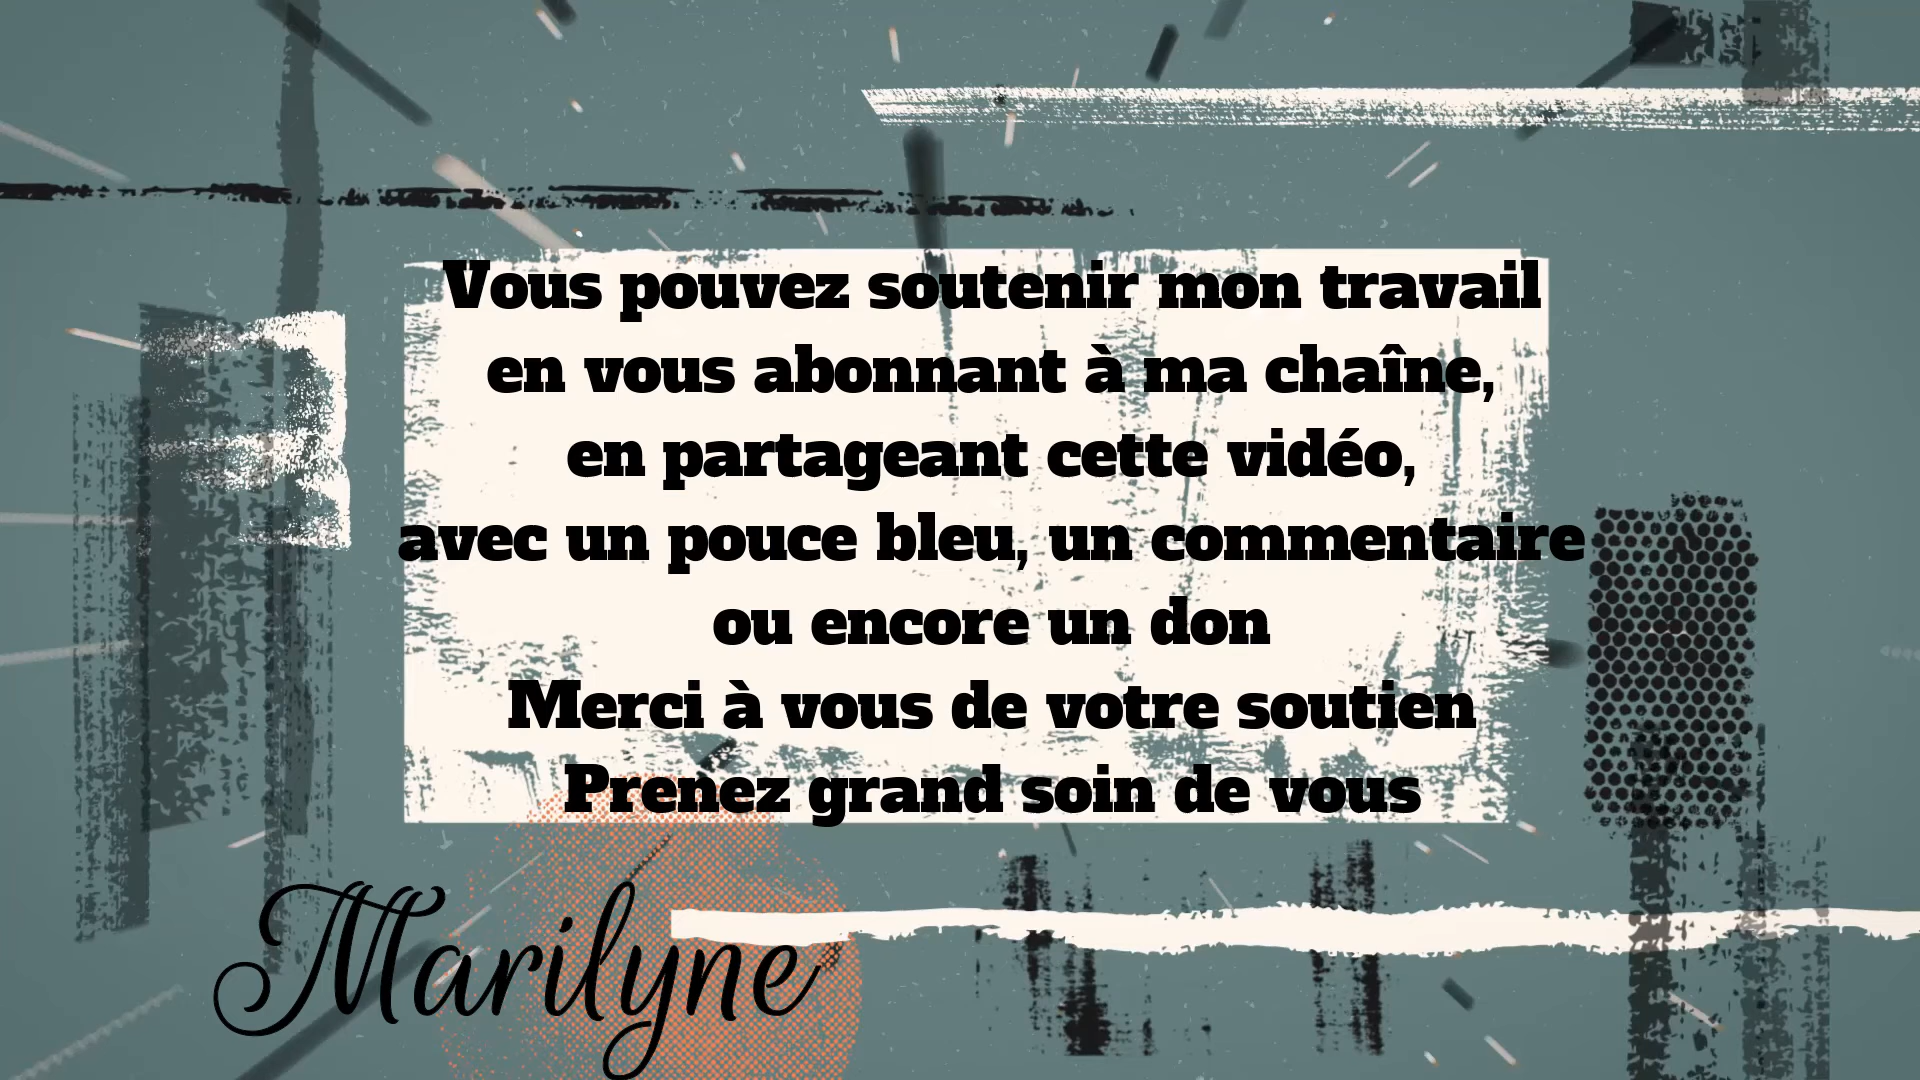 Vous pouvez soutenir mon travail
en vous abonnant à ma chaîne,
en partageant cette vidéo,
avec un pouce bleu, un commentaire
ou encore un don
Merci à vous de votre soutien
Prenez grand soin de vous
Marilyne